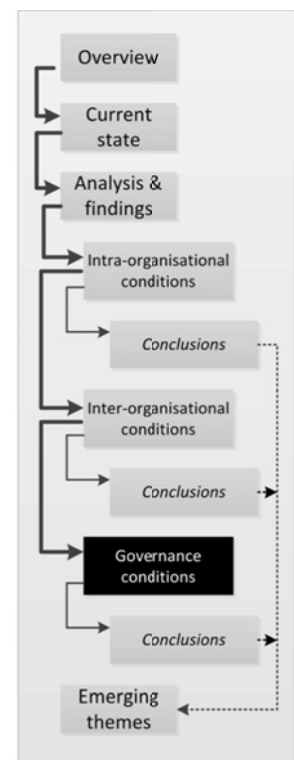 Overview
Current
state
Analysis &
findings
Intra-organisational
conditions
Conclusions
Inter-organisational
conditions
Conclusions
Governance
conditions
Conclusions
Emerging
themes